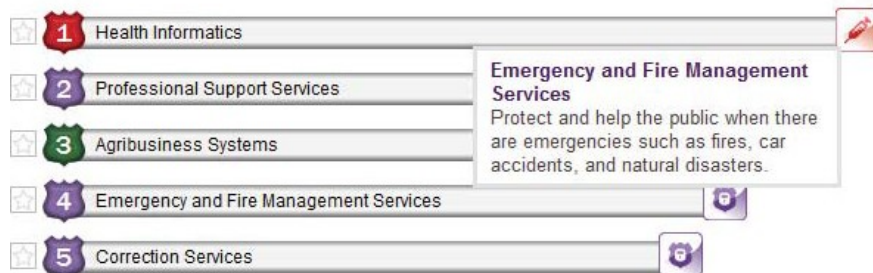 1 Health Informatics
Emergency and Fire Management
Services
Protect and help the public when there
are emergencies such as fires, car
accidents, and natural disasters.
2 Professional Support Services
3 Agribusiness Systems
4 Emergency and Fire Management Services
5 Correction Services